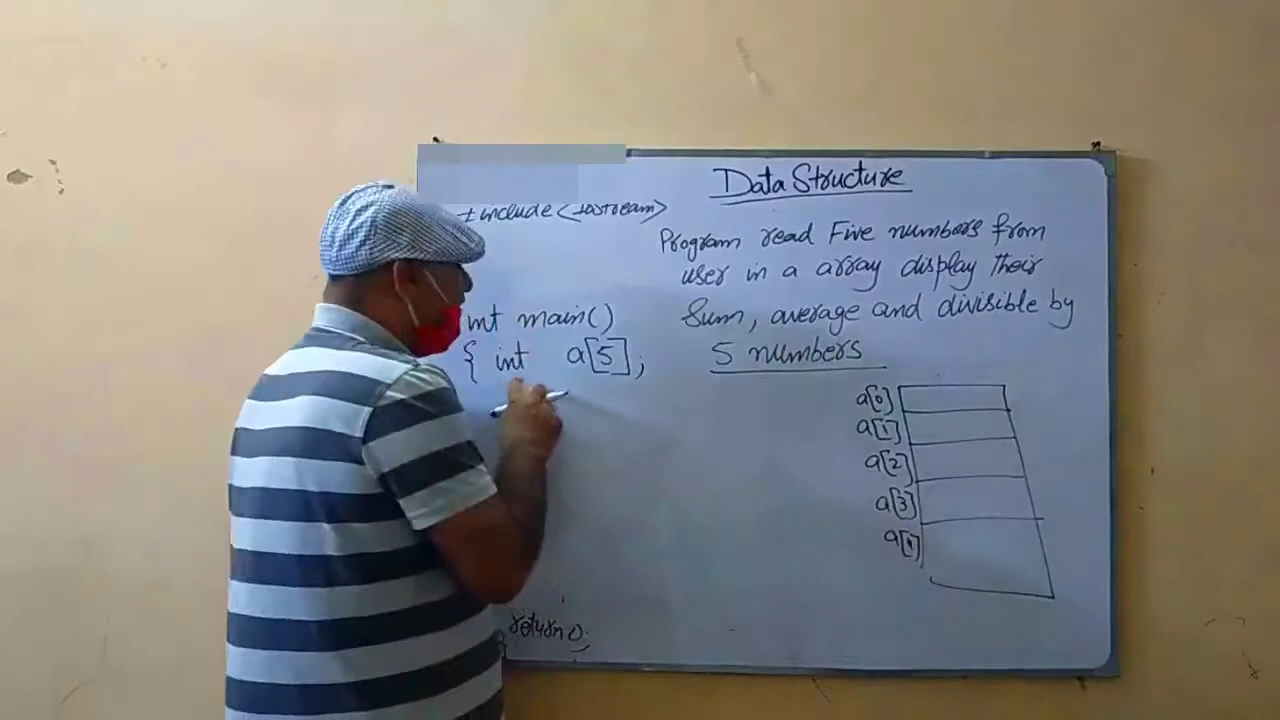 Data Structure
#include <iostream>
Program read Five numbers from
user in a array display their
Sum, average and divisible by
5 numbers
int main()
{ int a[5];
a[0]
a[1]
a[2]
a[3]
a[4]
return 0;
}